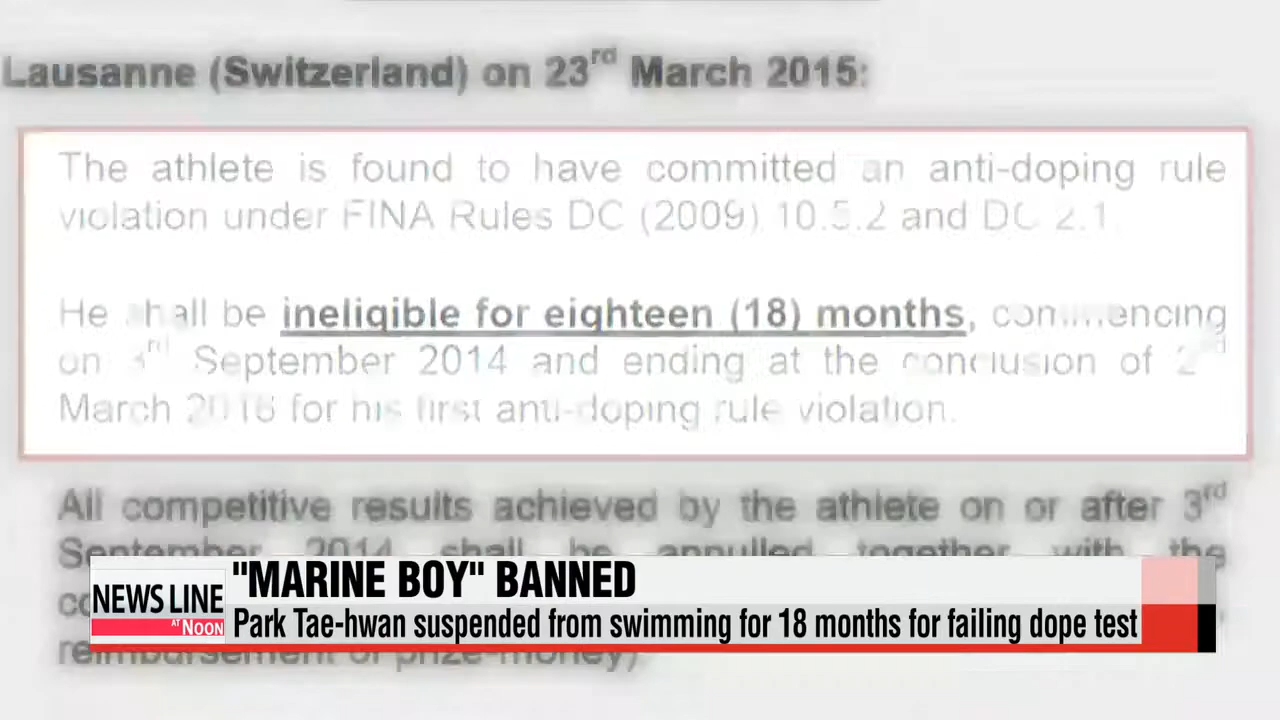 Lausanne (Switzerland) on 23rd March 2015:
The athlete is found to have committed an anti-doping rule
violation under FINA Rules DC (2009) 10.5.2 and DC 2.1.
He shall be ineligible for eighteen (18) months, commencing
on 3rd September 2014 and ending at the conclusion of 2nd
March 2016 for his first anti-doping rule violation.
All competitive results achieved by the athlete on or after 3rd
September 2014 shall be annulled together with the
reimbursement of prize-money)
"MARINE BOY" BANNED
NEWS LINE
AT NOON
Park Tae-hwan suspended from swimming for 18 months for failing dope test